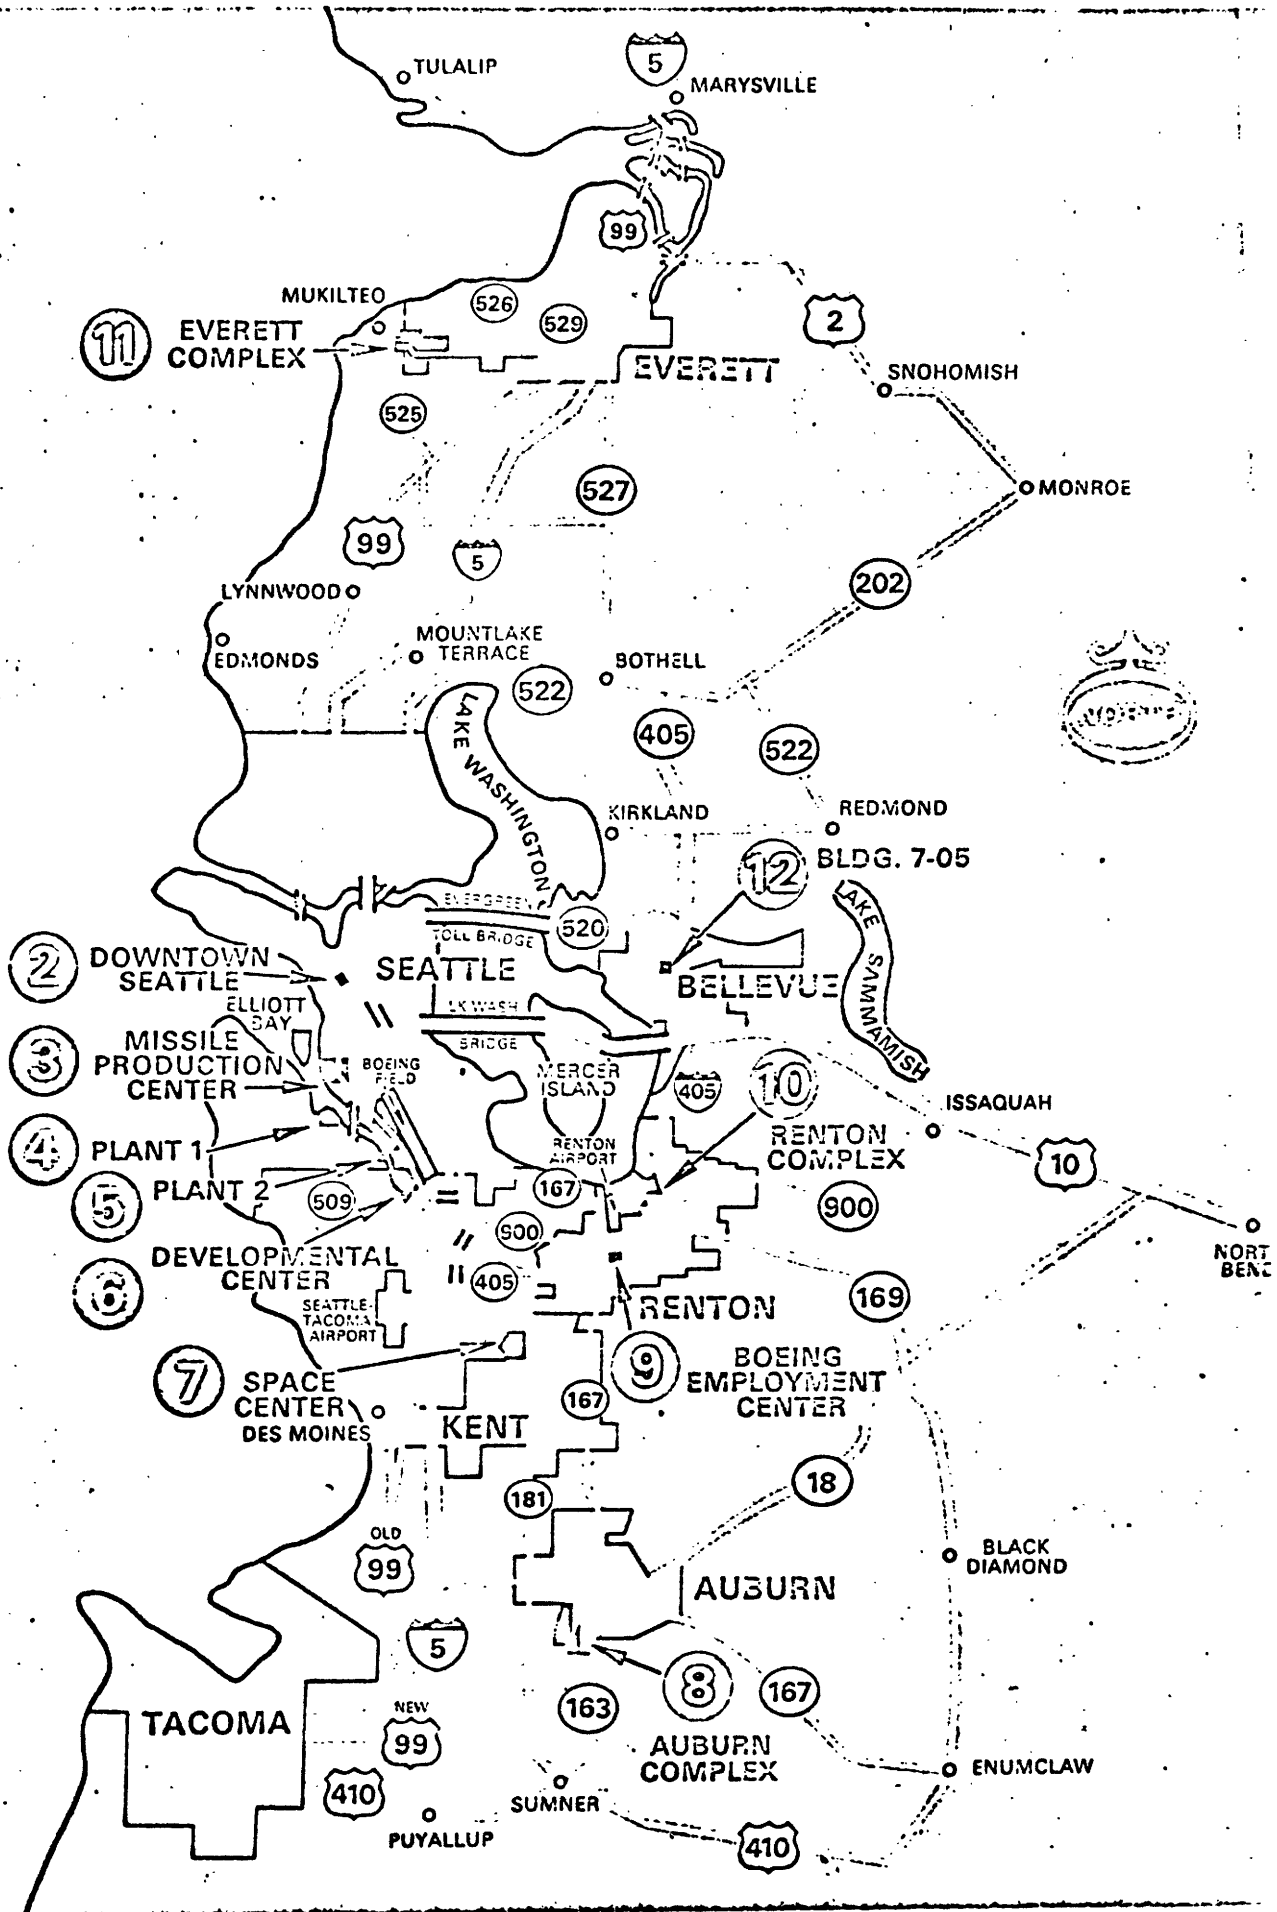 TULALIP
5
MARYSVILLE
99
MUKILTEO
526
529
2
11
EVERETT
COMPLEX
EVERETT
SNOHOMISH
525
527
MONROE
99
5
202
LYNNWOOD
EDMONDS
MOUNTLAKE
TERRACE
BOTHELL
522
405
522
LAKE WASHINGTON
KIRKLAND
REDMOND
12
BLDG. 7-05
EVERGREEN
TOLL BRIDGE
520
LAKE SAMMAMISH
2
DOWNTOWN
SEATTLE
SEATTLE
BELLEVUE
ELLIOTT
BAY
LK WASH
BRIDGE
3
MISSILE
PRODUCTION
CENTER
BOEING
FIELD
MERCER
ISLAND
405
10
ISSAQUAH
4
PLANT 1
RENTON
AIRPORT
RENTON
COMPLEX
10
5
PLANT 2
509
167
900
900
NORT
BEND
6
DEVELOPMENTAL
CENTER
405
169
SEATTLE-
TACOMA
AIRPORT
RENTON
7
SPACE
CENTER
9
BOEING
EMPLOYMENT
CENTER
167
DES MOINES
KENT
18
181
OLD
99
BLACK
DIAMOND
AUBURN
5
8
167
163
TACOMA
NEW
99
AUBURN
COMPLEX
410
ENUMCLAW
SUMNER
PUYALLUP
410